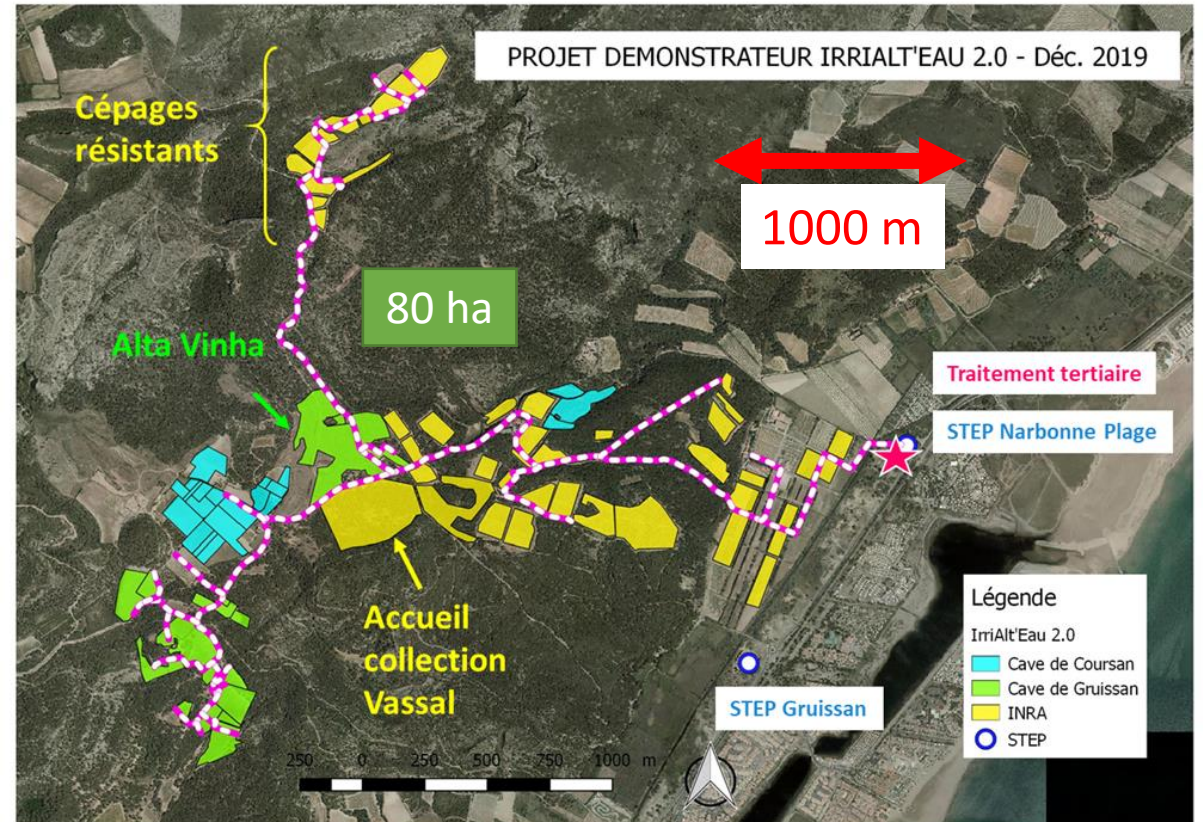 PROJET DEMONSTRATEUR IRRIALT'EAU 2.0 - Déc. 2019
Cépages
résistants
1000 m
80 ha
Alta Vinha
Traitement tertiaire
STEP Narbonne Plage
Accueil
collection
Vassal
STEP Gruissan
Légende
IrriAlt'Eau 2.0
Cave de Coursan
Cave de Gruissan
INRA
STEP
250 0 250 500 750 1000 m